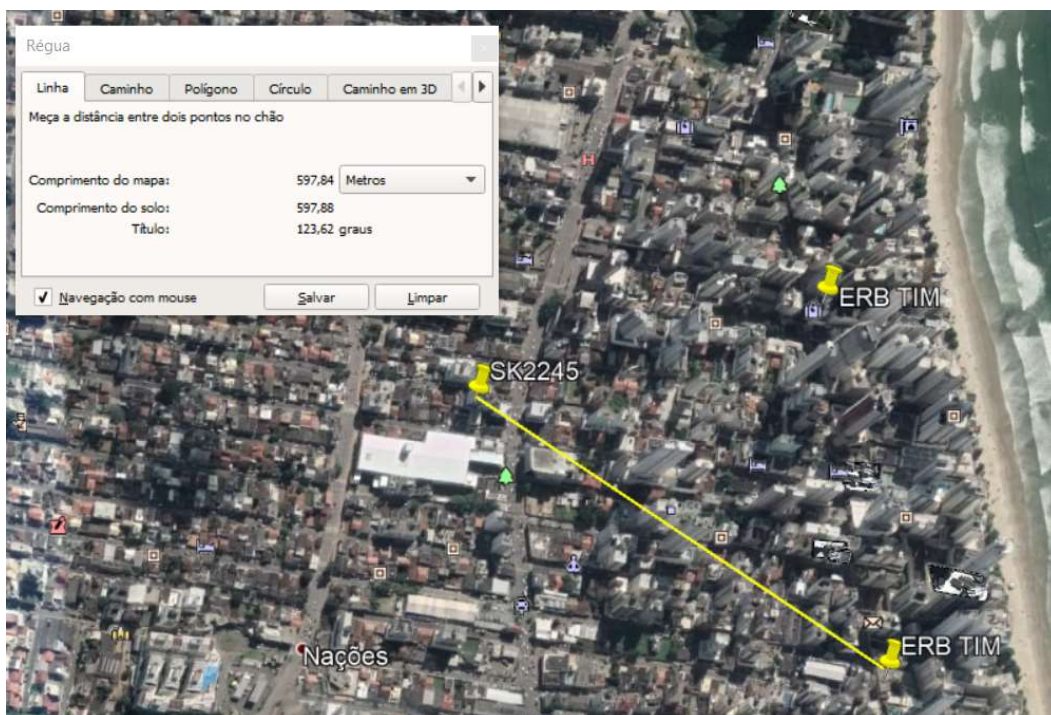 Régua
Linha Caminho Polígono Círculo Caminho em 3D
Meça a distância entre dois pontos no chão
Comprimento do mapa: 597,84 Metros
Comprimento do solo: 597,88
Título: 123,62 graus
Navegação com mouse Salvar Limpar
ERB TIM
SK2245
ERB TIM
Nações